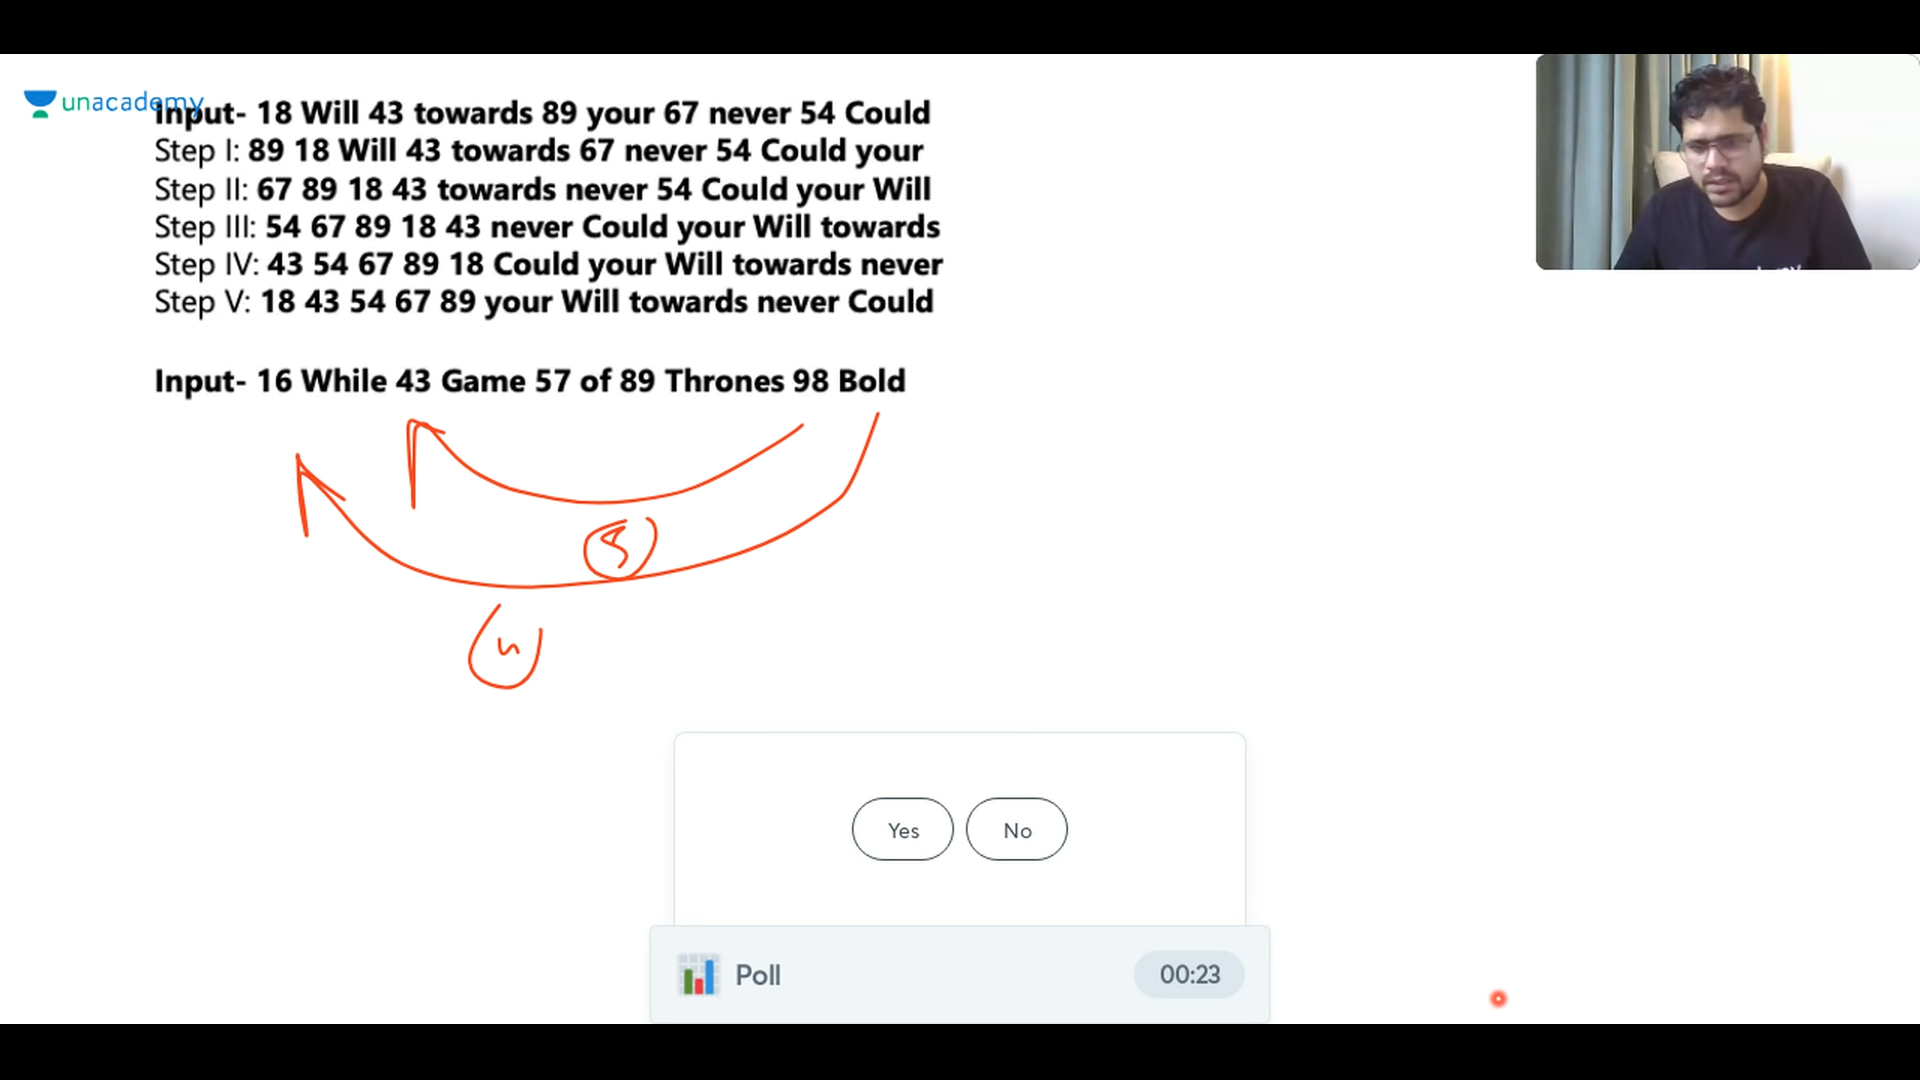 unacademy
Input- 18 Will 43 towards 89 your 67 never 54 Could
Step I: 89 18 Will 43 towards 67 never 54 Could your
Step II: 67 89 18 43 towards never 54 Could your Will
Step III: 54 67 89 18 43 never Could your Will towards
Step IV: 43 54 67 89 18 Could your Will towards never
Step V: 18 43 54 67 89 your Will towards never Could
Input- 16 While 43 Game 57 of 89 Thrones 98 Bold
Yes No
Poll 00:23